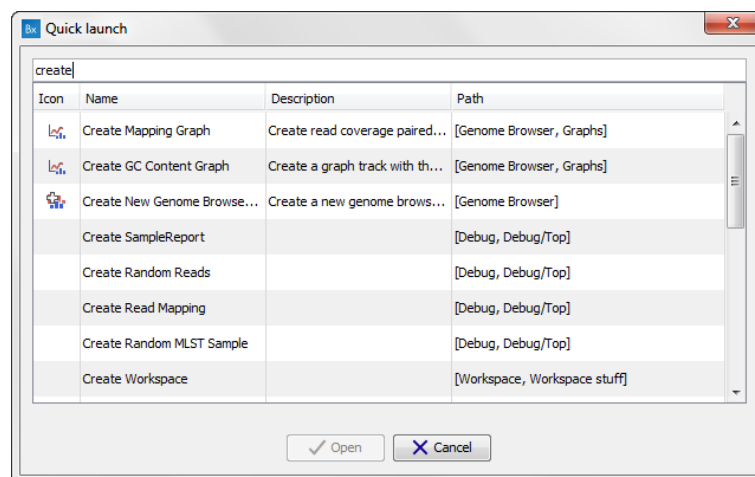 Bx Quick launch
create
Icon Name Description Path
Create Mapping Graph Create read coverage paired... [Genome Browser, Graphs]
Create GC Content Graph Create a graph track with th... [Genome Browser, Graphs]
Create New Genome Browse... Create a new genome brows... [Genome Browser]
Create SampleReport [Debug, Debug/Top]
Create Random Reads [Debug, Debug/Top]
Create Read Mapping [Debug, Debug/Top]
Create Random MLST Sample [Debug, Debug/Top]
Create Workspace [Workspace, Workspace stuff]
Open Cancel